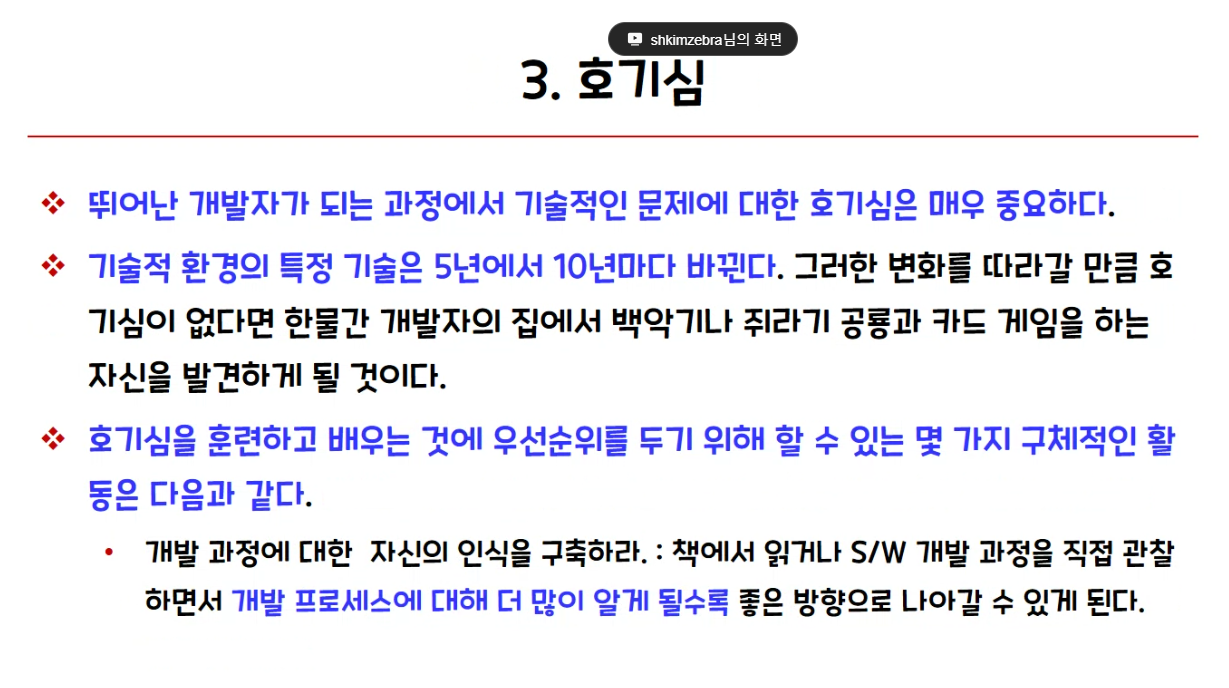 shkimzebra님의 화면
3. 호기심
❖ 뛰어난 개발자가 되는 과정에서 기술적인 문제에 대한 호기심은 매우 중요하다.
❖ 기술적 환경의 특정 기술은 5년에서 10년마다 바뀐다. 그러한 변화를 따라갈 만큼 호
기심이 없다면 한물간 개발자의 집에서 백악기나 쥐라기 공룡과 카드 게임을 하는
자신을 발견하게 될 것이다.
❖ 호기심을 훈련하고 배우는 것에 우선순위를 두기 위해 할 수 있는 몇 가지 구체적인 활
동은 다음과 같다.
• 개발 과정에 대한 자신의 인식을 구축하라. : 책에서 읽거나 S/W 개발 과정을 직접 관찰
하면서 개발 프로세스에 대해 더 많이 알게 될수록 좋은 방향으로 나아갈 수 있게 된다.